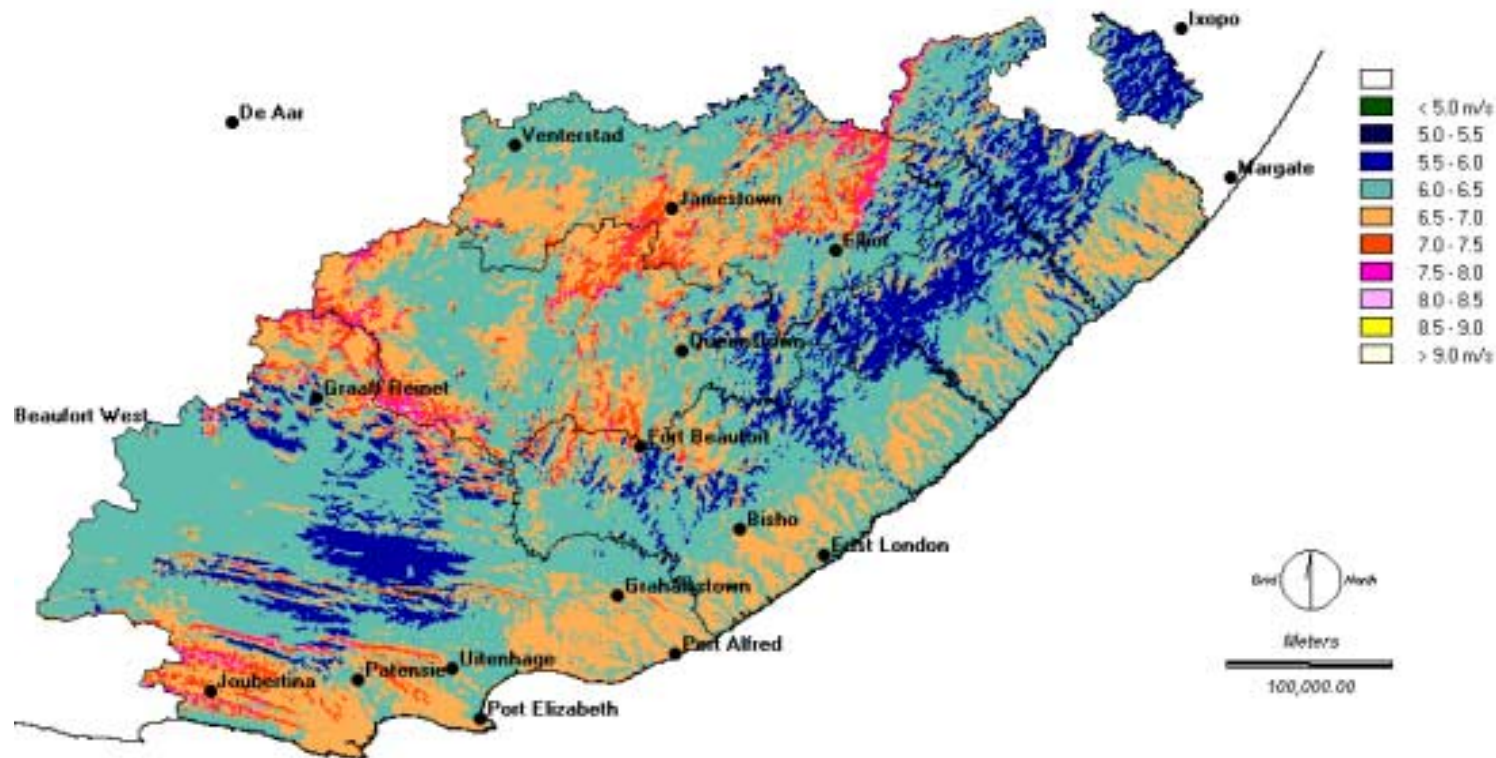 Ixopo
De Aar
Venterstad
Margate
Jamestown
Elliot
Queenstown
Graaff Reinet
Beaufort West
Fort Beaufort
Bisho
East London
Grahamstown
Port Alfred
Uitenhage
Patensie
Joubertina
Port Elizabeth
< 5.0 m/s
5.0 - 5.5
5.5 - 6.0
6.0 - 6.5
6.5 - 7.0
7.0 - 7.5
7.5 - 8.0
8.0 - 8.5
8.5 - 9.0
> 9.0 m/s
Grid North
Meters
100,000.00